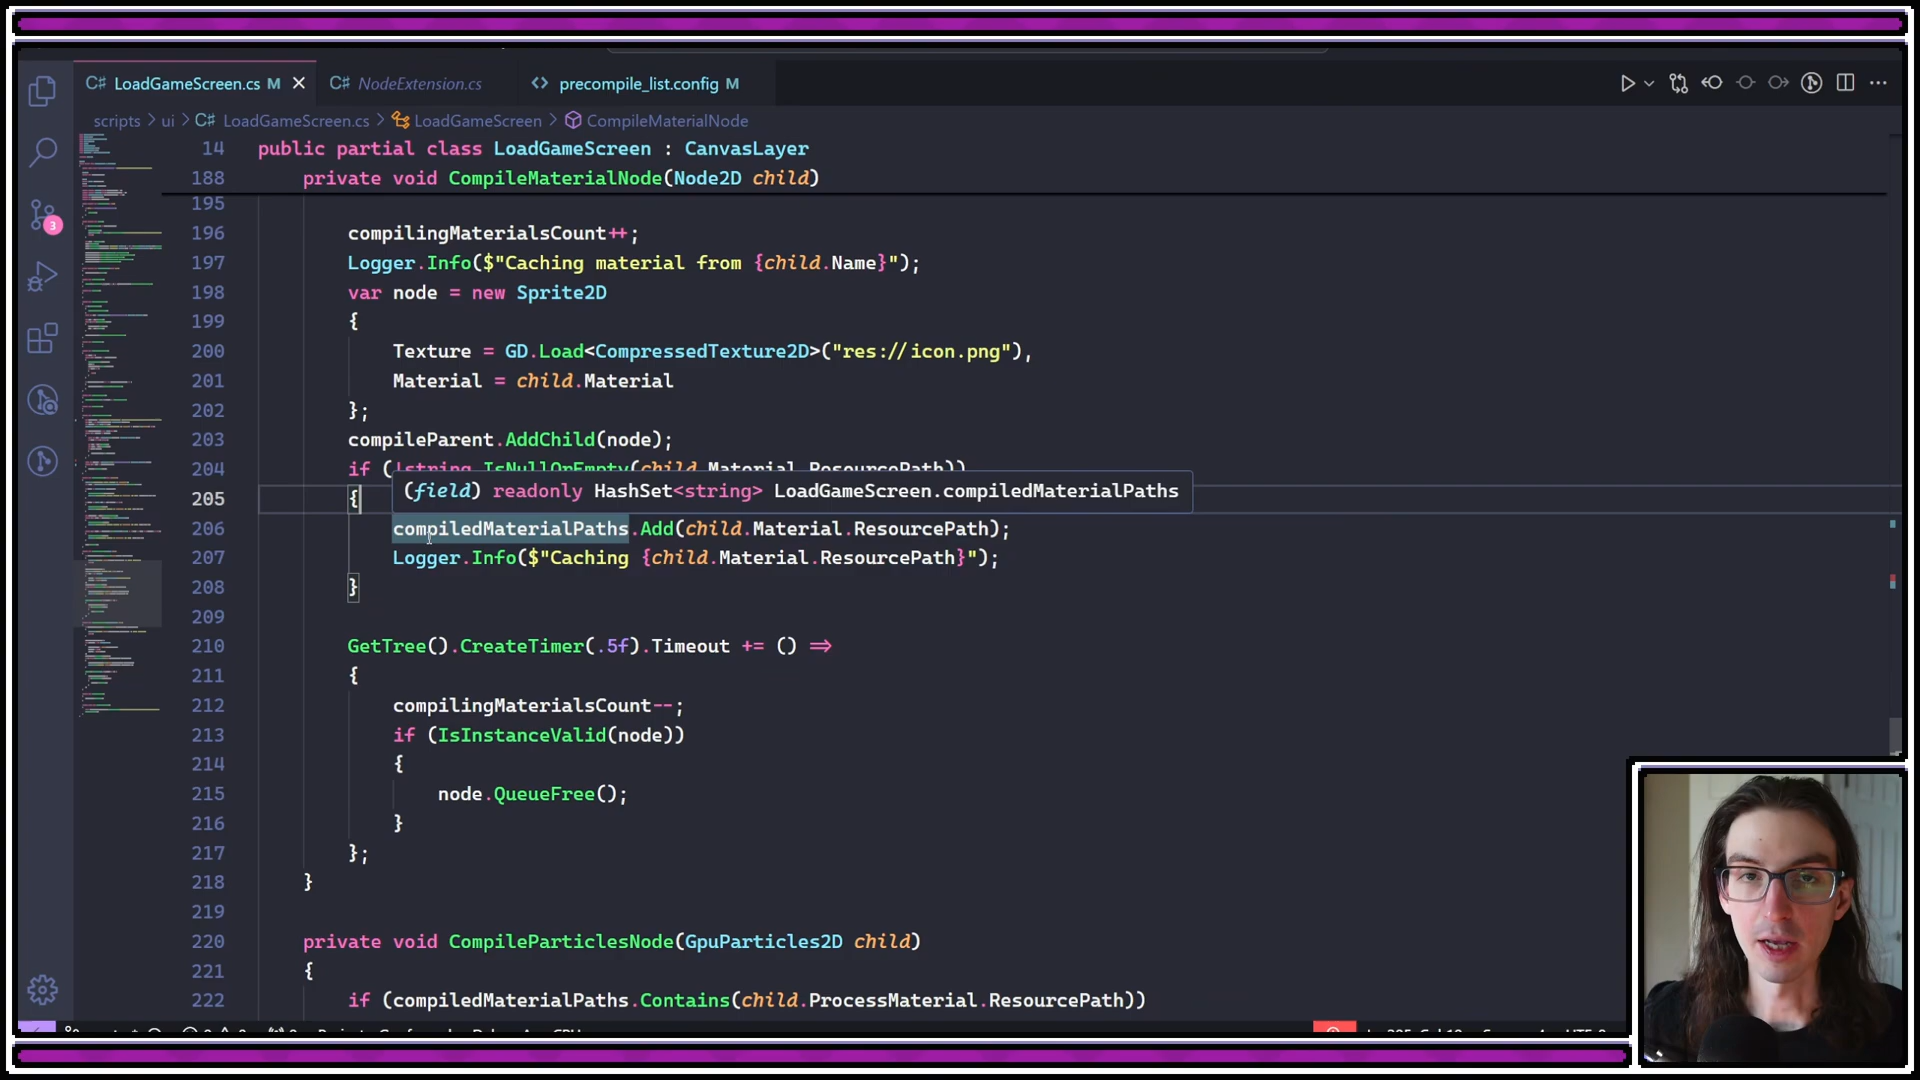 LoadGameScreen.cs M
NodeExtension.cs
precompile_list.config M
scripts > ui > LoadGameScreen.cs > LoadGameScreen > CompileMaterialNode
14 public partial class LoadGameScreen : CanvasLayer
188 private void CompileMaterialNode(Node2D child)
195
196 compilingMaterialsCount++;
197 Logger.Info($"Caching material from {child.Name}");
198 var node = new Sprite2D
199 {
200 Texture = GD.Load<CompressedTexture2D>("res://icon.png"),
201 Material = child.Material
202 };
203 compileParent.AddChild(node);
204 if (!string.IsNullOrEmpty(child.Material.ResourcePath))
(field) readonly HashSet<string> LoadGameScreen.compiledMaterialPaths
205 {
206 compiledMaterialPaths.Add(child.Material.ResourcePath);
207 Logger.Info($"Caching {child.Material.ResourcePath}");
208 }
209
210 GetTree().CreateTimer(.5f).Timeout += () =>
211 {
212 compilingMaterialsCount--;
213 if (IsInstanceValid(node))
214 {
215 node.QueueFree();
216 }
217 };
218 }
219
220 private void CompileParticlesNode(GpuParticles2D child)
221 {
222 if (compiledMaterialPaths.Contains(child.ProcessMaterial.ResourcePath))
3